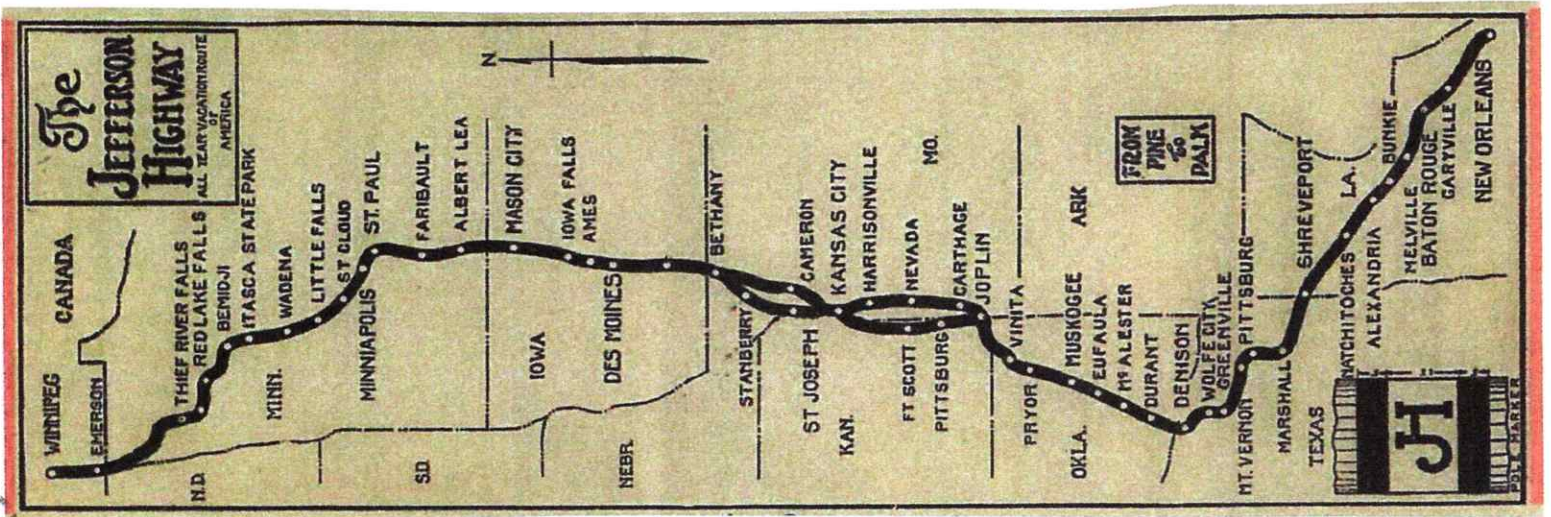 The
JEFFERSON
HIGHWAY
ALL YEAR VACATION ROUTE
OF
AMERICA
N
CANADA
WINNIPEG
EMERSON
THIEF RIVER FALLS
RED LAKE FALLS
BEMIDJI
ITASCA STATE PARK
N.D.
MINN.
WADENA
LITTLE FALLS
ST CLOUD
MINNIAPOLIS
ST. PAUL
FARIBAULT
ALBERT LEA
S.D.
MASON CITY
IOWA FALLS
AMES
IOWA
DES MOINES
NEBR.
BETHANY
STANBERRY
CAMERON
ST JOSEPH
KANSAS CITY
KAN.
HARRISONVILLE
MO.
NEVADA
FT SCOTT
PITTSBURG
CARTHAGE
JOPLIN
VINITA
PRYOR
OKLA.
MUSKOGEE
ARK
EUFAULA
Mc ALESTER
DURANT
DENISON
FROM
PINE
TO
PALM
WOLFE CITY
GREENVILLE
MT. VERNON
PITTSBURG
MARSHALL
TEXAS
SHREVEPORT
NATCHITOCHES
LA.
ALEXANDRIA
BUNKIE
MELVILLE
BATON ROUGE
GARYVILLE
NEW ORLEANS
JH
POLE MARKER